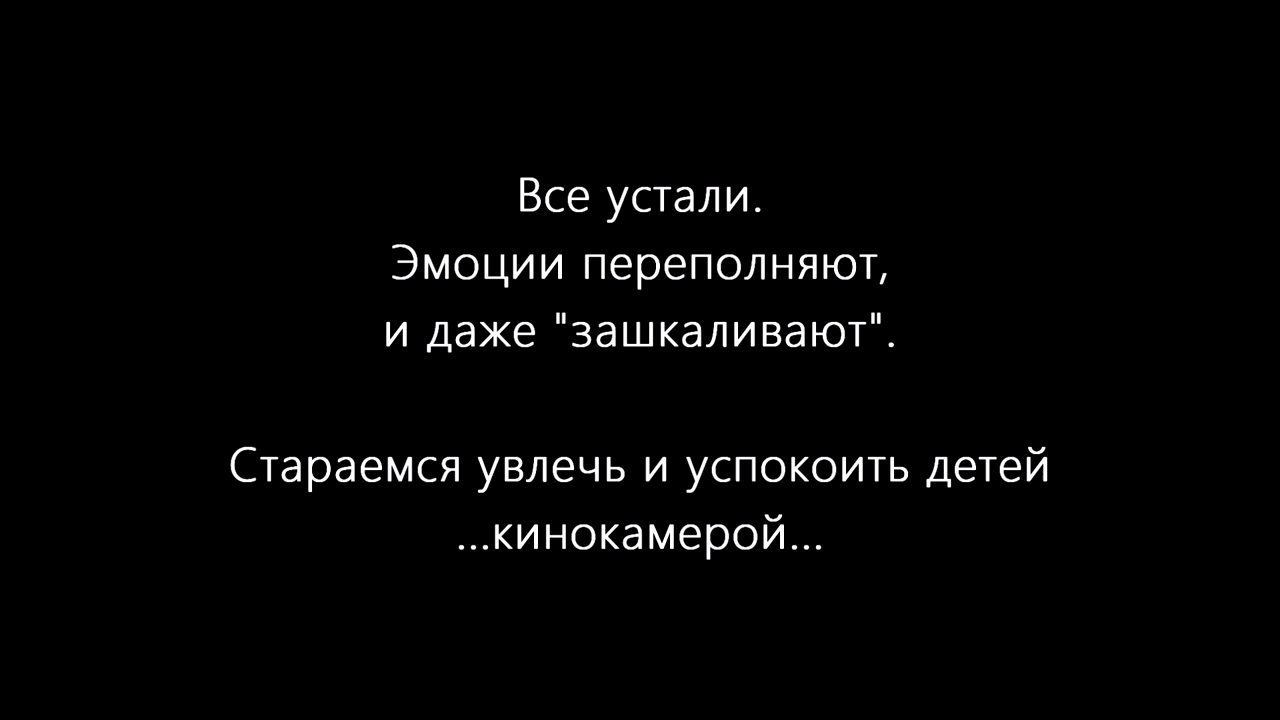 Все устали.
Эмоции переполняют,
и даже "зашкаливают".
Стараемся увлечь и успокоить детей
...кинокамерой...